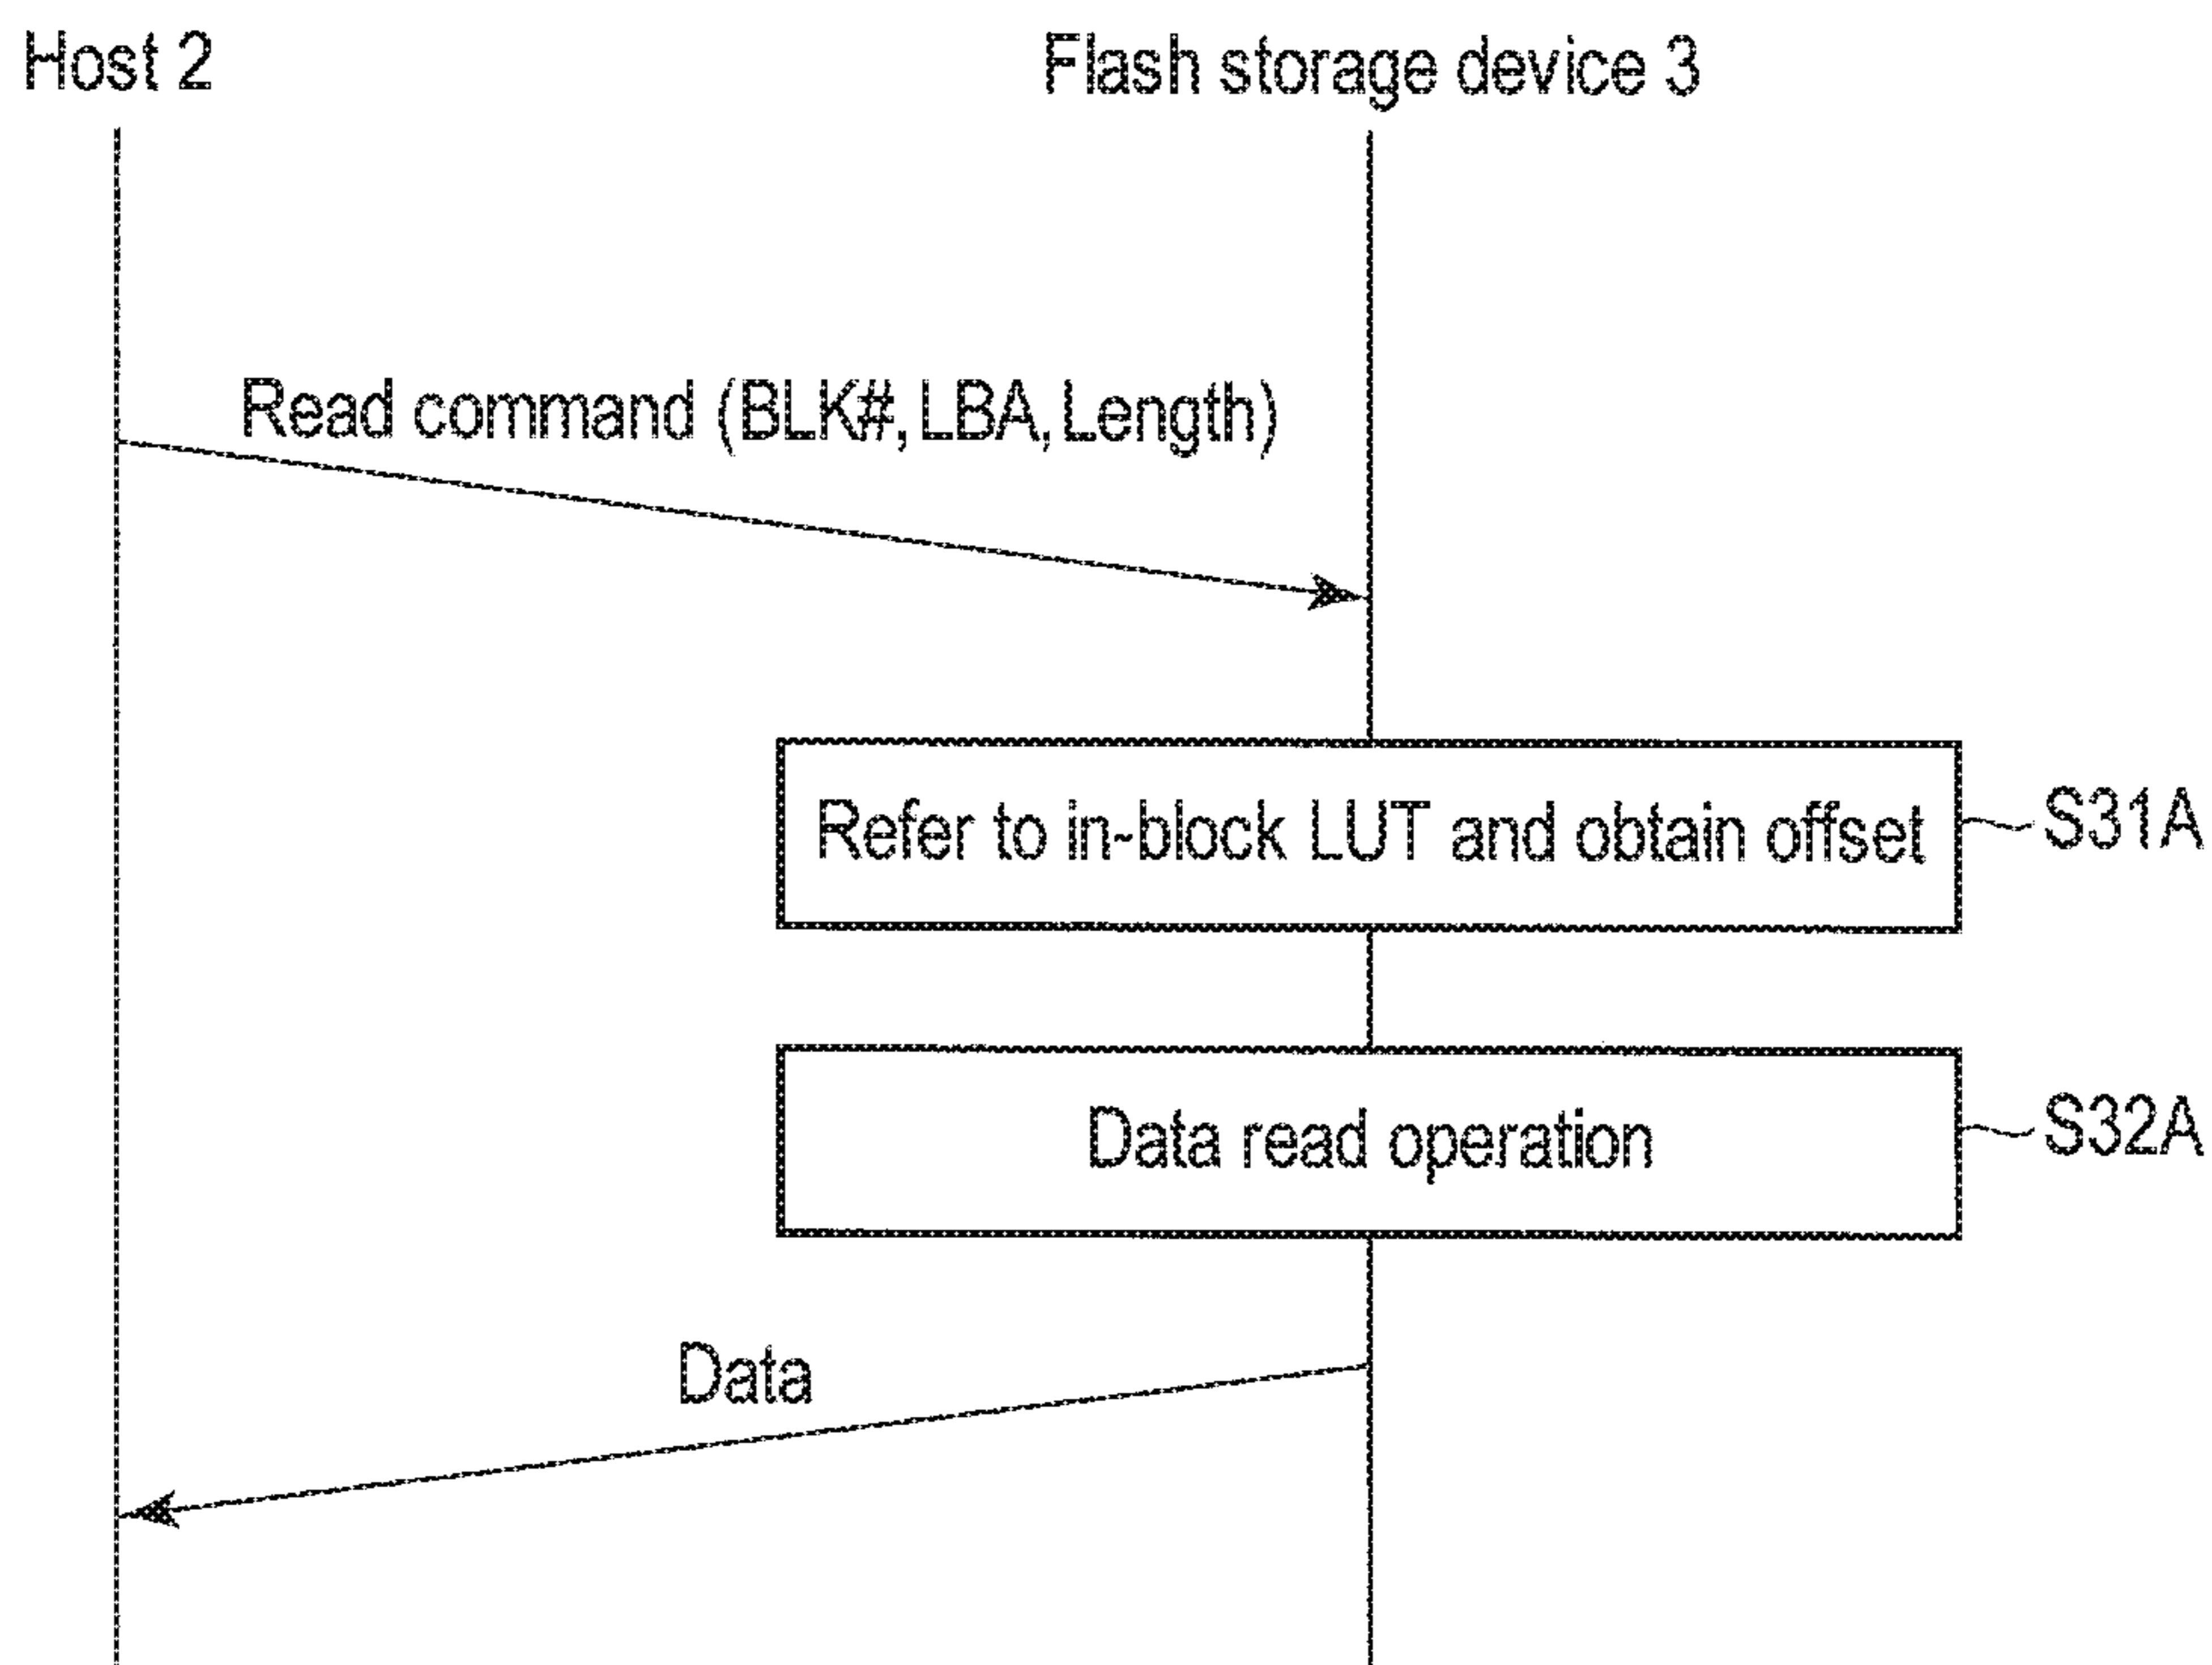 Host 2
Flash storage device 3
Read command (BLK#, LBA, Length)
Refer to in-block LUT and obtain offset
S31A
Data read operation
S32A
Data